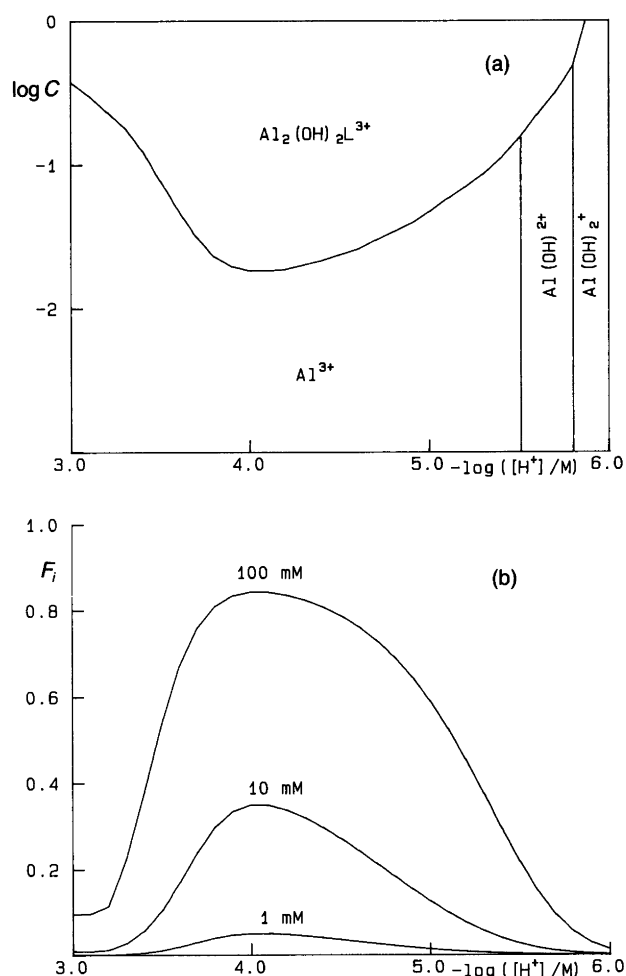 0
(a)
log C
Al₂(OH)₂L³⁺
-1
-2
Al³⁺
Al(OH)²⁺
Al(OH)₂⁺
3.0 4.0 5.0 -log([H⁺]/M) 6.0
1.0
Fᵢ
100 mM
(b)
0.8
0.6
0.4
10 mM
0.2
1 mM
3.0 4.0 5.0 -log([H⁺]/M) 6.0